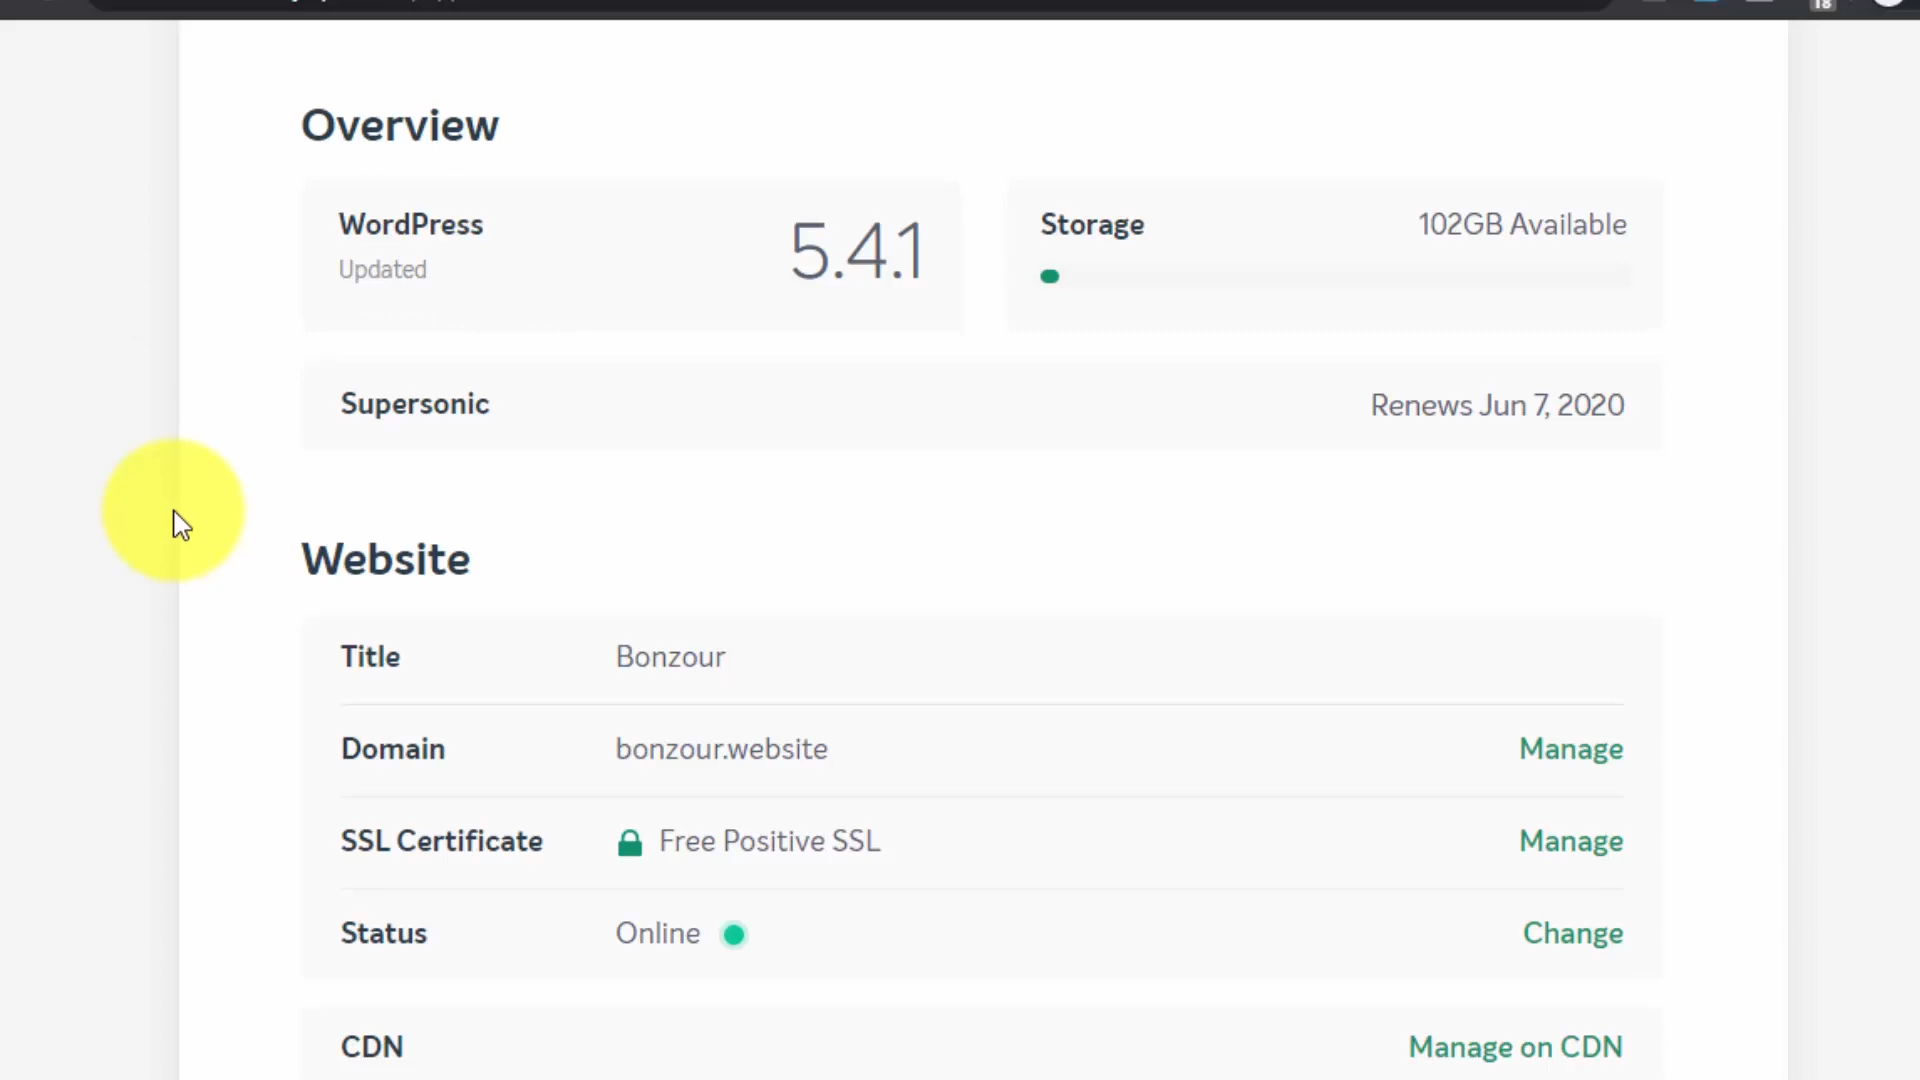 18
Overview
WordPress
Updated
5.4.1
Storage
102GB Available
Supersonic
Renews Jun 7, 2020
Website
Title
Bonzour
Domain
bonzour.website
Manage
SSL Certificate
Free Positive SSL
Manage
Status
Online
Change
CDN
Manage on CDN